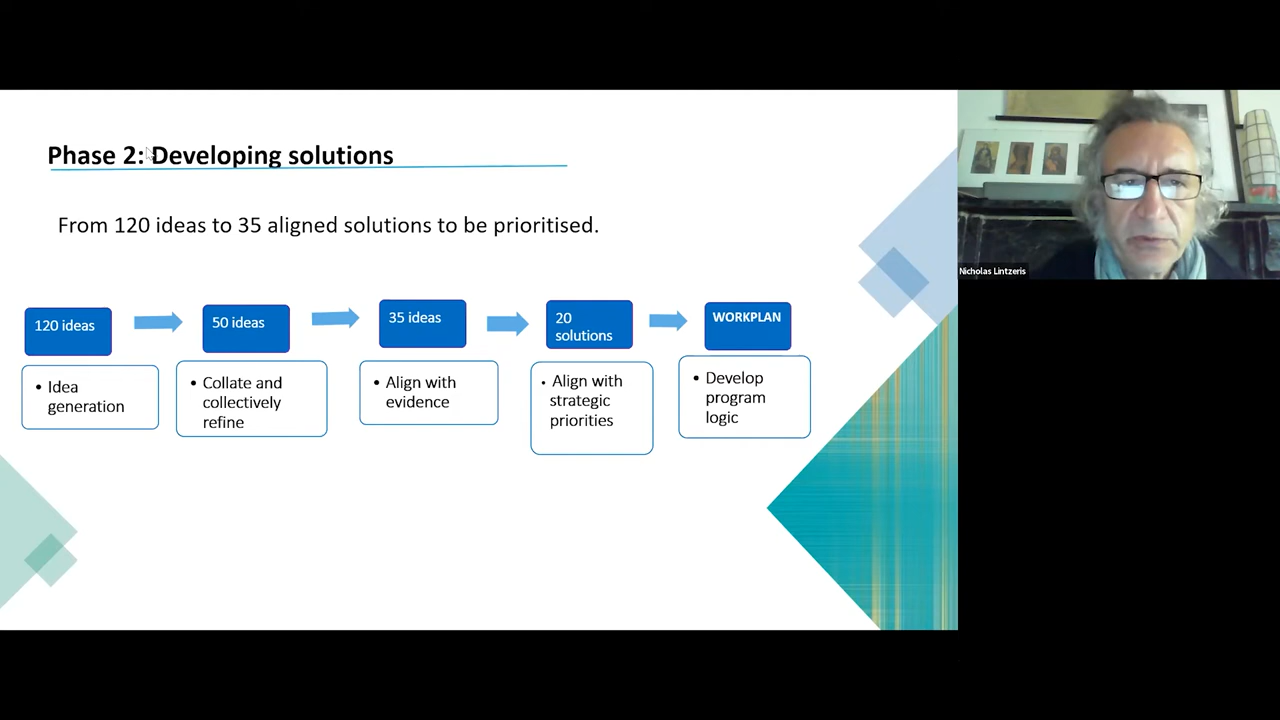 Phase 2: Developing solutions
From 120 ideas to 35 aligned solutions to be prioritised.
120 ideas
50 ideas
35 ideas
20
solutions
WORKPLAN
• Idea
generation
• Collate and
collectively
refine
• Align with
evidence
• Align with
strategic
priorities
• Develop
program
logic
Nicholas Lintzeris